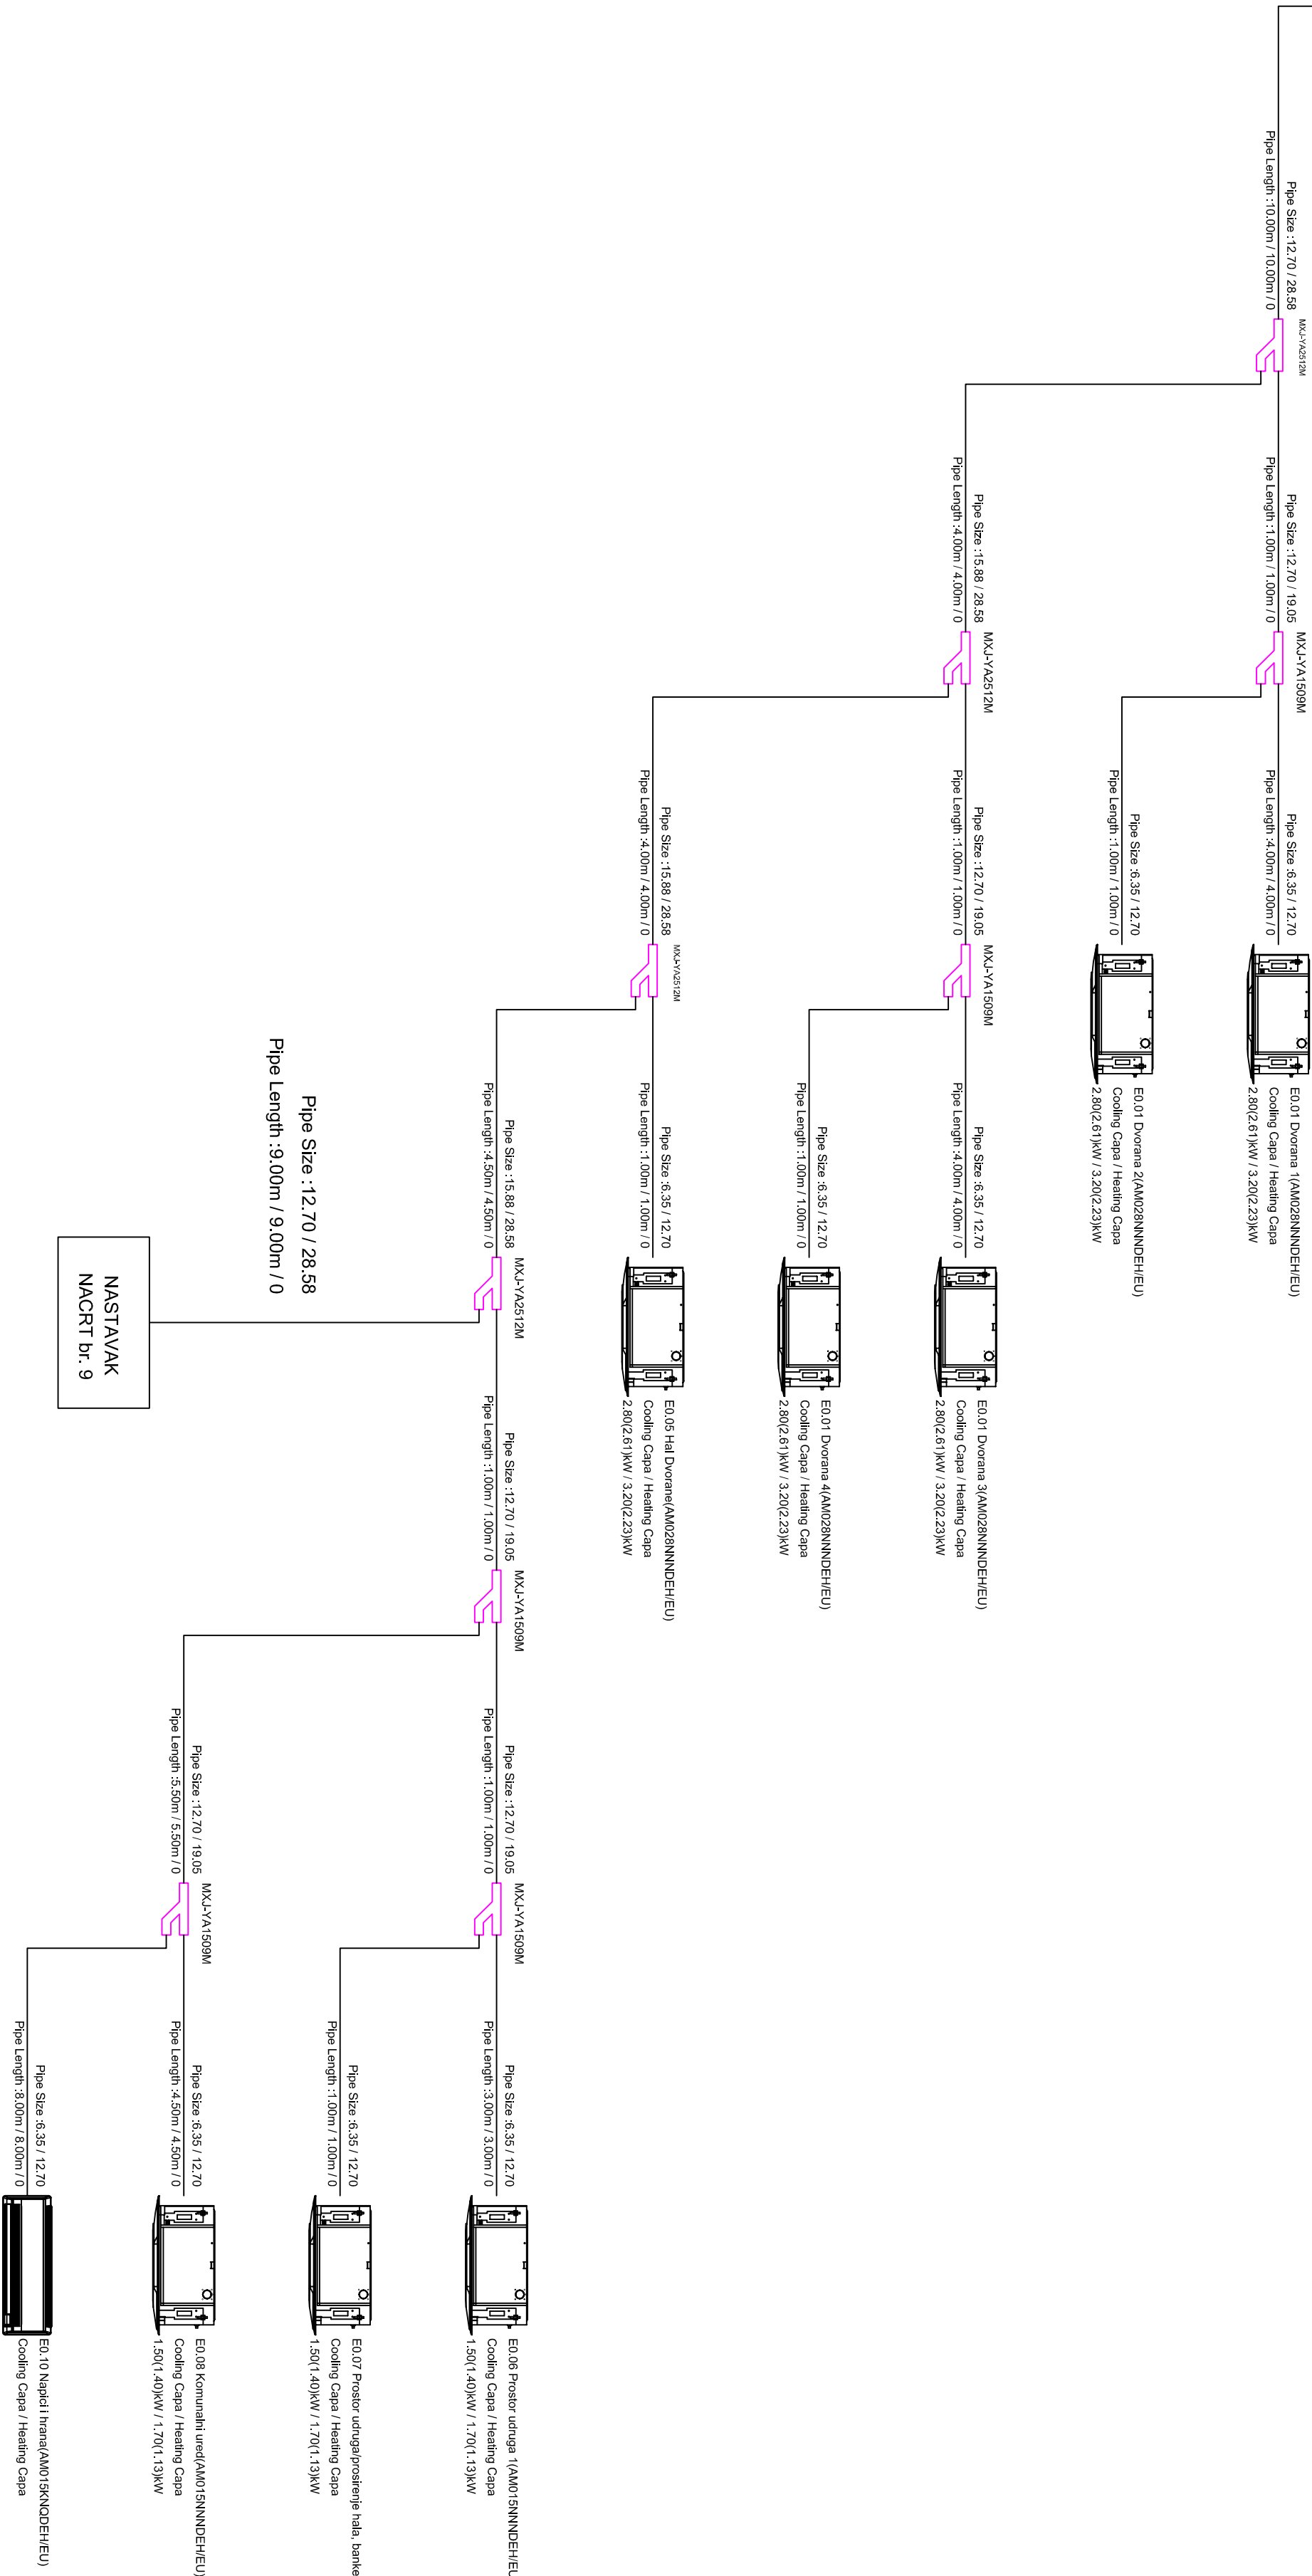 Pipe Size :12.70 / 28.58
Pipe Length :10.00m / 10.00m / 0
MXJ-YA2512M
Pipe Size :12.70 / 19.05
Pipe Length :1.00m / 1.00m / 0
MXJ-YA1509M
Pipe Size :6.35 / 12.70
Pipe Length :4.00m / 4.00m / 0
E0.01 Dvorana 1(AM028NNNDEH/EU)
Cooling Capa / Heating Capa
2.80(2.61)kW / 3.20(2.23)kW
Pipe Size :6.35 / 12.70
Pipe Length :1.00m / 1.00m / 0
E0.01 Dvorana 2(AM028NNNDEH/EU)
Cooling Capa / Heating Capa
2.80(2.61)kW / 3.20(2.23)kW
Pipe Size :15.88 / 28.58
Pipe Length :4.00m / 4.00m / 0
MXJ-YA2512M
Pipe Size :12.70 / 19.05
Pipe Length :1.00m / 1.00m / 0
MXJ-YA1509M
Pipe Size :6.35 / 12.70
Pipe Length :4.00m / 4.00m / 0
E0.01 Dvorana 3(AM028NNNDEH/EU)
Cooling Capa / Heating Capa
2.80(2.61)kW / 3.20(2.23)kW
Pipe Size :6.35 / 12.70
Pipe Length :1.00m / 1.00m / 0
E0.01 Dvorana 4(AM028NNNDEH/EU)
Cooling Capa / Heating Capa
2.80(2.61)kW / 3.20(2.23)kW
Pipe Size :15.88 / 28.58
Pipe Length :4.00m / 4.00m / 0
MXJ-YA2512M
Pipe Size :6.35 / 12.70
Pipe Length :1.00m / 1.00m / 0
E0.05 Hal Dvorane(AM028NNNDEH/EU)
Cooling Capa / Heating Capa
2.80(2.61)kW / 3.20(2.23)kW
Pipe Size :15.88 / 28.58
Pipe Length :4.50m / 4.50m / 0
MXJ-YA2512M
Pipe Size :12.70 / 19.05
Pipe Length :1.00m / 1.00m / 0
MXJ-YA1509M
Pipe Size :12.70 / 19.05
Pipe Length :1.00m / 1.00m / 0
MXJ-YA1509M
Pipe Size :6.35 / 12.70
Pipe Length :3.00m / 3.00m / 0
E0.06 Prostor udruga 1(AM015NNNDEH/EU
Cooling Capa / Heating Capa
1.50(1.40)kW / 1.70(1.13)kW
Pipe Size :6.35 / 12.70
Pipe Length :1.00m / 1.00m / 0
E0.07 Prostor udruga/prosirenje hala, banke
Cooling Capa / Heating Capa
1.50(1.40)kW / 1.70(1.13)kW
Pipe Size :12.70 / 28.58
Pipe Length :9.00m / 9.00m / 0
NASTAVAK
NACRT br. 9
Pipe Size :12.70 / 19.05
Pipe Length :5.50m / 5.50m / 0
MXJ-YA1509M
Pipe Size :6.35 / 12.70
Pipe Length :4.50m / 4.50m / 0
E0.08 Komunalni ured(AM015NNNDEH/EU)
Cooling Capa / Heating Capa
1.50(1.40)kW / 1.70(1.13)kW
Pipe Size :6.35 / 12.70
Pipe Length :8.00m / 8.00m / 0
E0.10 Napici i hrana(AM015KNQDEH/EU)
Cooling Capa / Heating Capa